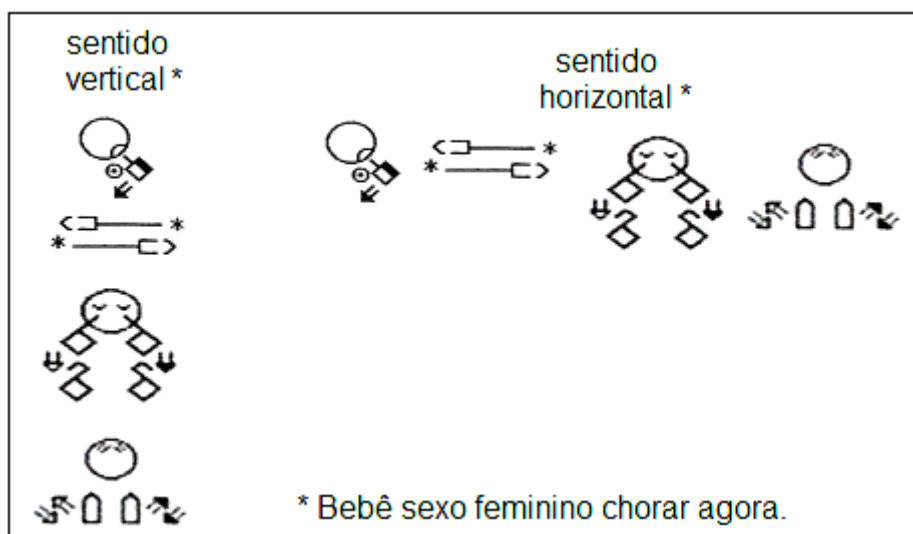 sentido
vertical *
sentido
horizontal *
* Bebê sexo feminino chorar agora.